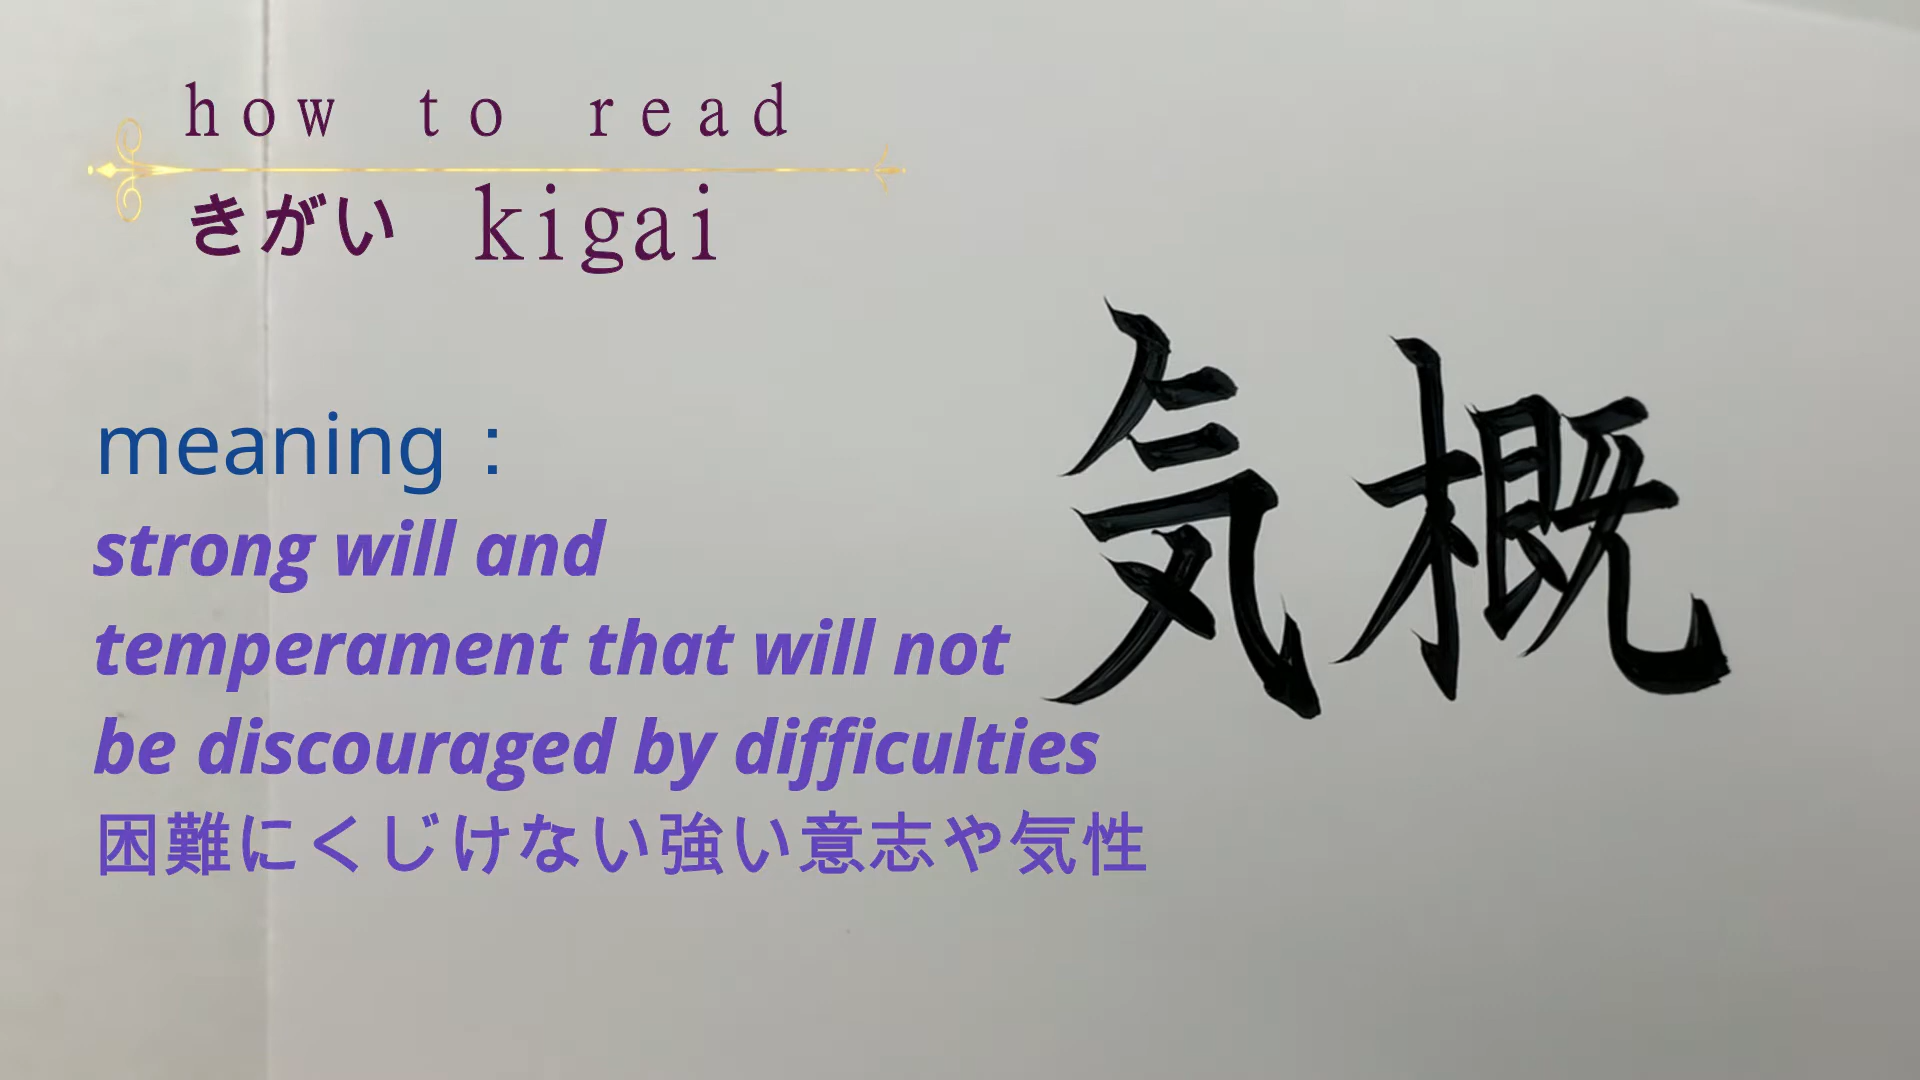 how to read
きがい kigai
meaning：
strong will and
temperament that will not
be discouraged by difficulties
困難にくじけない強い意志や気性
気概